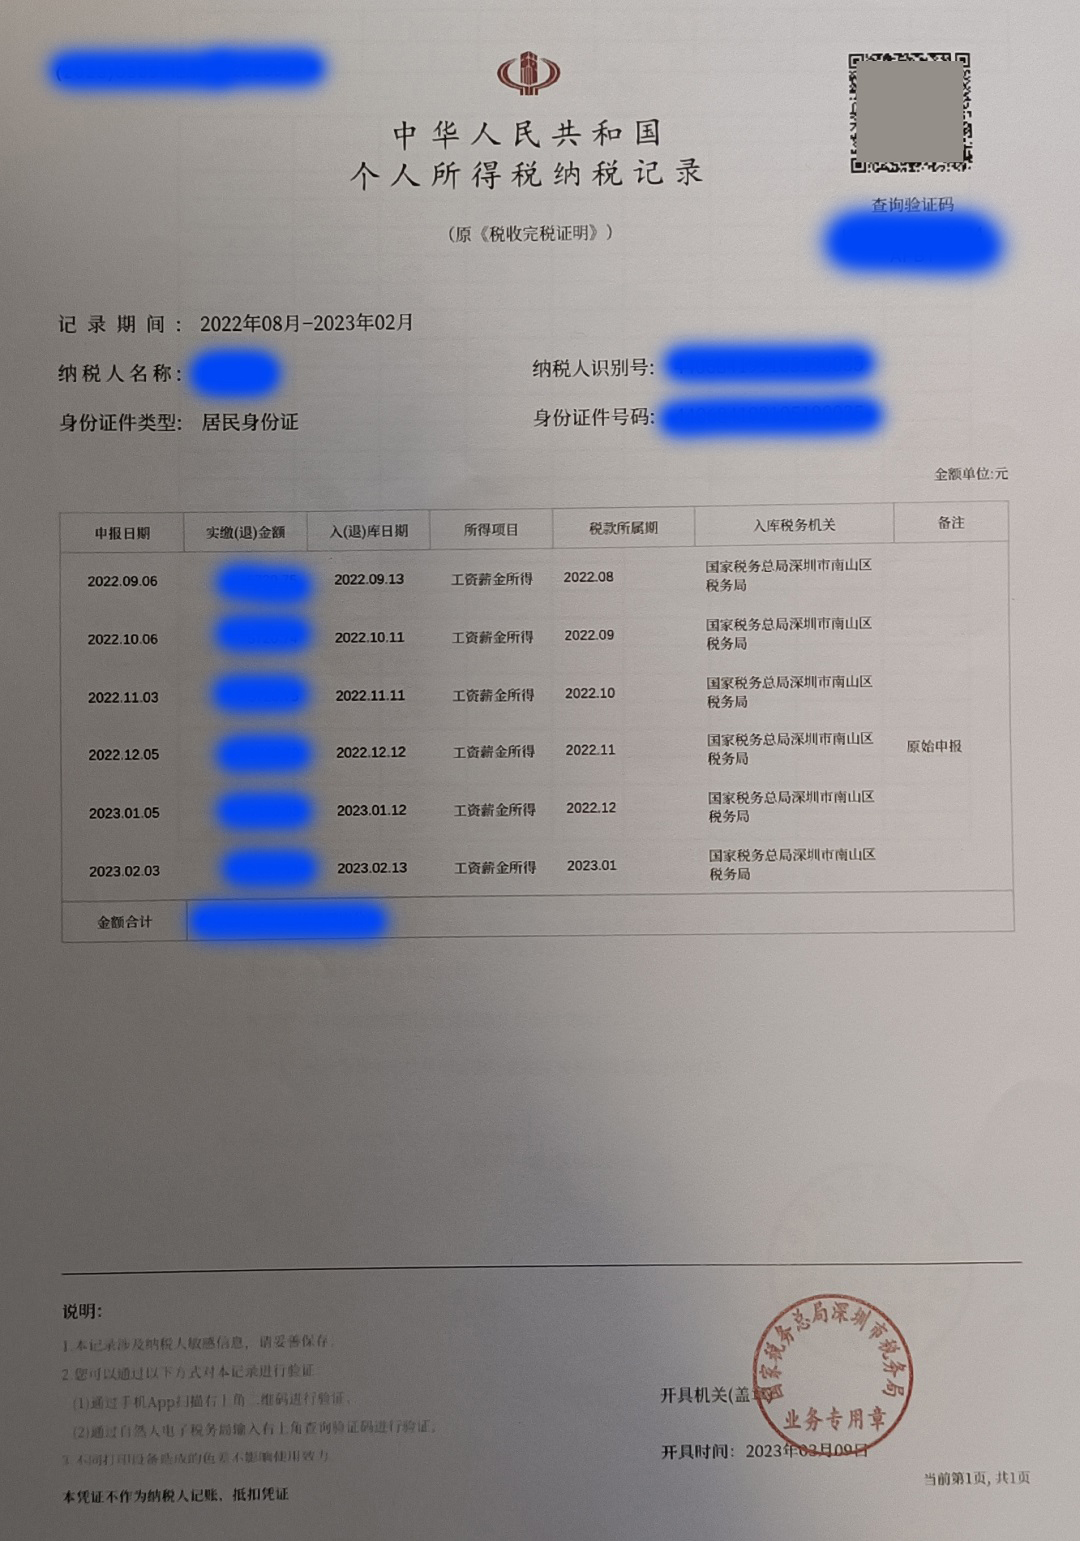 中华人民共和国
个人所得税纳税记录
(原《税收完税证明》)
查询验证码
记录期间: 2022年08月-2023年02月
纳税人名称:
纳税人识别号:
身份证件类型: 居民身份证
身份证件号码:
金额单位:元
申报日期 实缴(退)金额 入(退)库日期 所得项目 税款所属期 入库税务机关 备注
2022.09.06 2022.09.13 工资薪金所得 2022.08 国家税务总局深圳市南山区
税务局
2022.10.06 2022.10.11 工资薪金所得 2022.09 国家税务总局深圳市南山区
税务局
2022.11.03 2022.11.11 工资薪金所得 2022.10 国家税务总局深圳市南山区
税务局
2022.12.05 2022.12.12 工资薪金所得 2022.11 国家税务总局深圳市南山区
税务局
原始申报
2023.01.05 2023.01.12 工资薪金所得 2022.12 国家税务总局深圳市南山区
税务局
2023.02.03 2023.02.13 工资薪金所得 2023.01 国家税务总局深圳市南山区
税务局
金额合计
说明:
1.本记录涉及纳税人敏感信息，请妥善保存。
2.您可以通过以下方式对本记录进行验证
(1)通过手机App扫描右上角二维码进行验证;
(2)通过自然人电子税务局输入右上角查询验证码进行验证。
3.不同打印设备造成的色差不影响使用效力
本凭证不作为纳税人记账、抵扣凭证
开具机关(盖章
国家税务总局深圳市税务局
业务专用章
开具时间: 2023年03月09日
当前第1页, 共1页